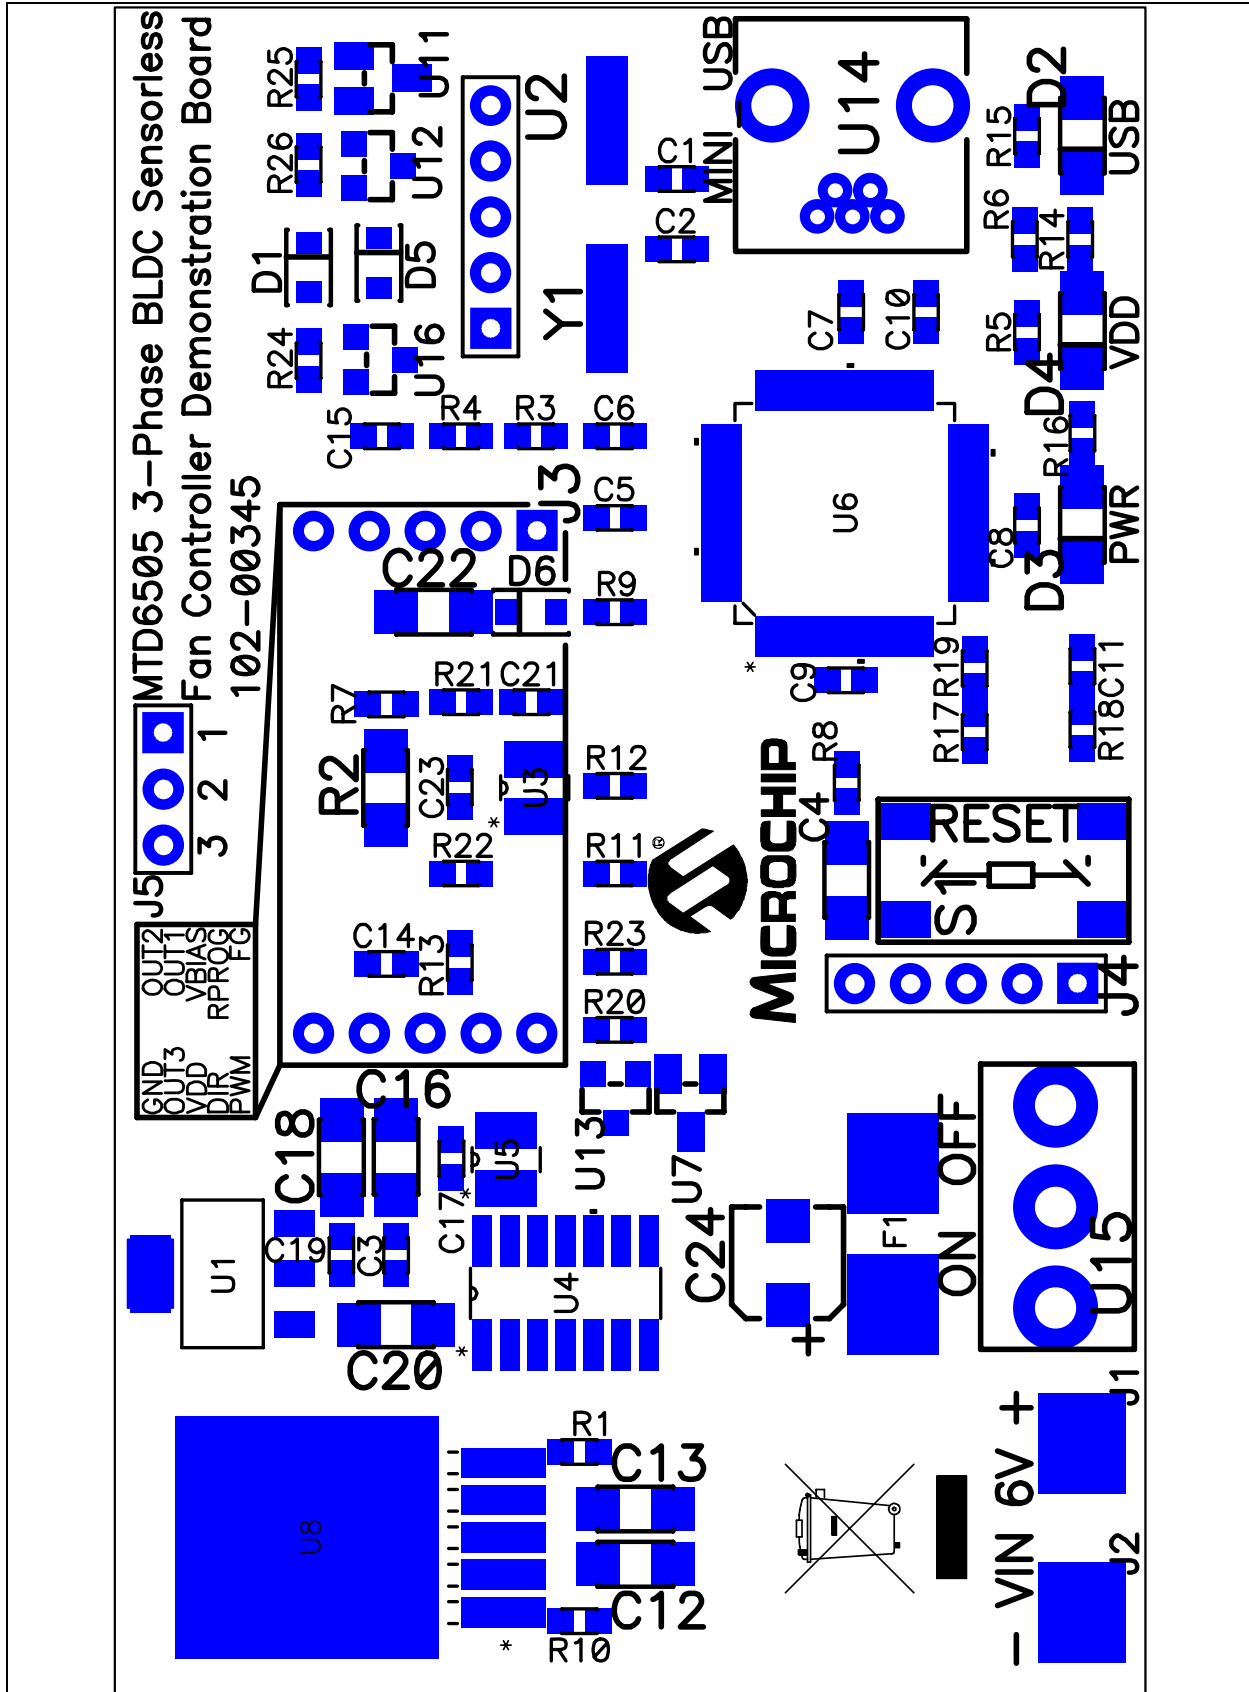 MTD6505 3-Phase BLDC Sensorless
Fan Controller Demonstration Board
102-00345
R25
U11
R26
U12
D1
D5
R24
U16
U2
Y1
C1
C2
MINI USB
U14
R15
D2
USB
R6
R14
C7
C10
R5
D4
VDD
C15
R4
R3
C6
R16
J3
C5
U6
C8
D3
PWR
C22
D6
R9
*
R7
R21
C21
C9
R19
R17
C11
R18
J5
1
2
3
R2
C23
U3
*
R12
R8
R22
R11
®
MICROCHIP
C4
RESET
S1
C14
R13
R23
R20
J4
GND OUT2
OUT3 OUT1
VDD VBIAS
DIR RPROG
PWM FG
C16
C18
C17
U5
*
U13
U7
ON OFF
U1
C19
C3
U4
*
C24
+
F1
U15
C20
J1
U8
R1
C13
C12
R10
*
- VIN 6V +
J2